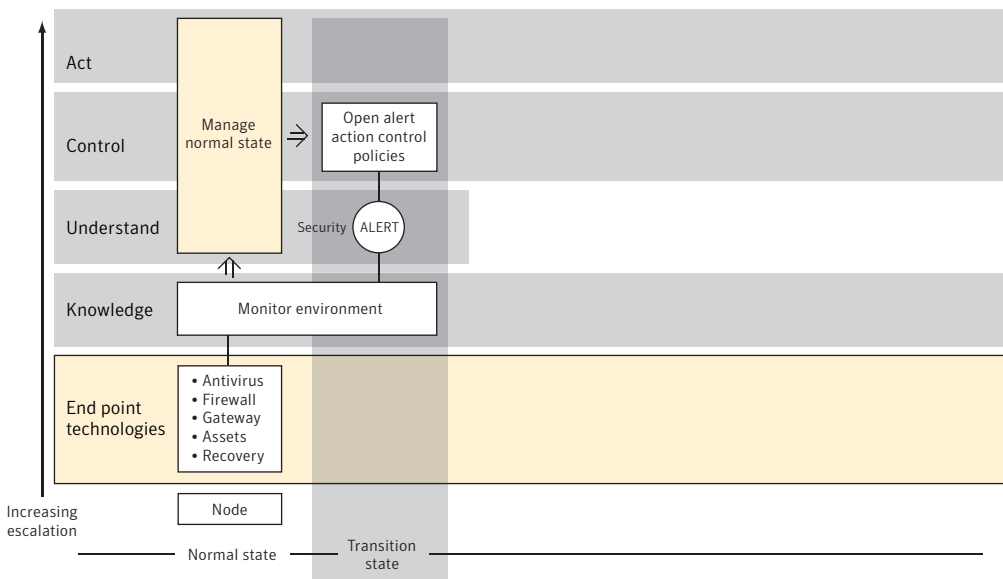 Act
Manage
normal state
Open alert
action control
policies
Control
Understand
Security
ALERT
Knowledge
Monitor environment
End point
technologies
• Antivirus
• Firewall
• Gateway
• Assets
• Recovery
Node
Increasing
escalation
Normal state
Transition
state